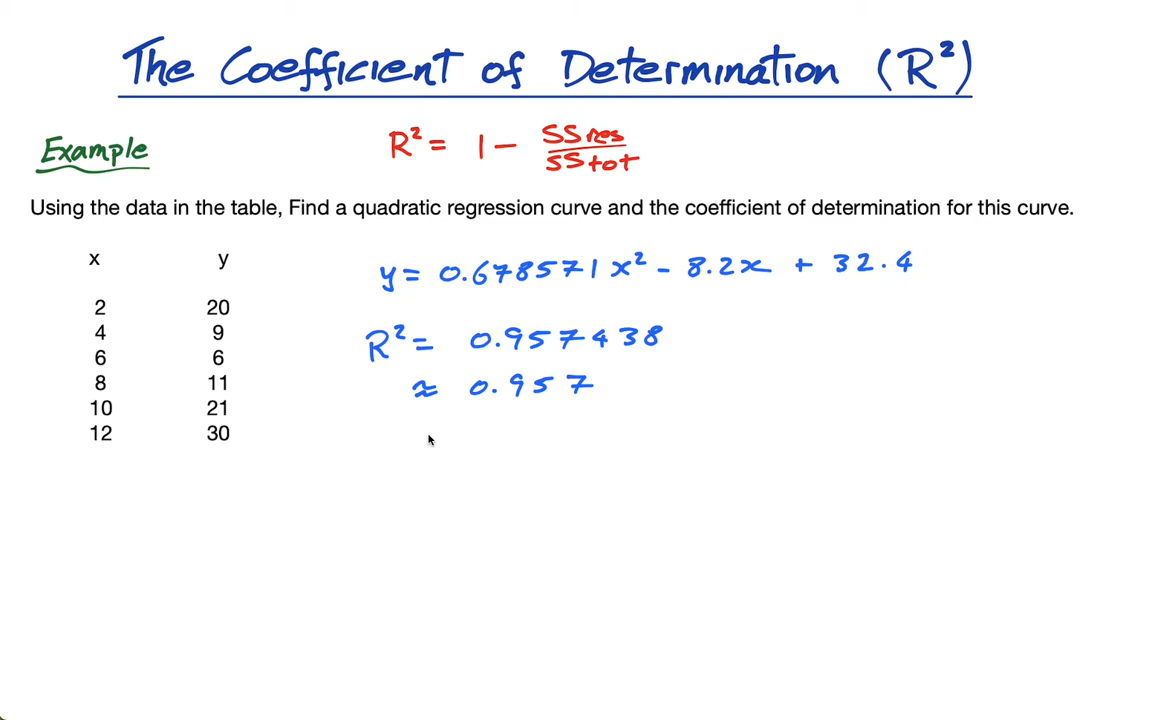 The Coefficient of Determination (R²)
Example
R² = 1 - SSres / SStot
Using the data in the table, Find a quadratic regression curve and the coefficient of determination for this curve.
x y
2 20
4 9
6 6
8 11
10 21
12 30
y = 0.678571x² - 8.2x + 32.4
R² = 0.957438
≈ 0.957